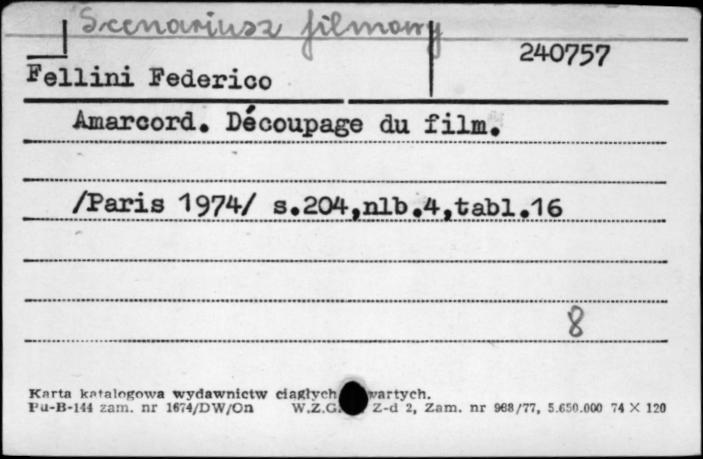 Scenariusz filmowy
240757
Fellini Federico
Amarcord. Découpage du film.
/Paris 1974/ s.204,nlb.4,tabl.16
8
Karta katalogowa wydawnictw ciągłych wartych.
Pu-B-144 zam. nr 1674/DW/On W.Z.G. Z-d 2, Zam. nr 968/77, 5.650.000 74 X 120